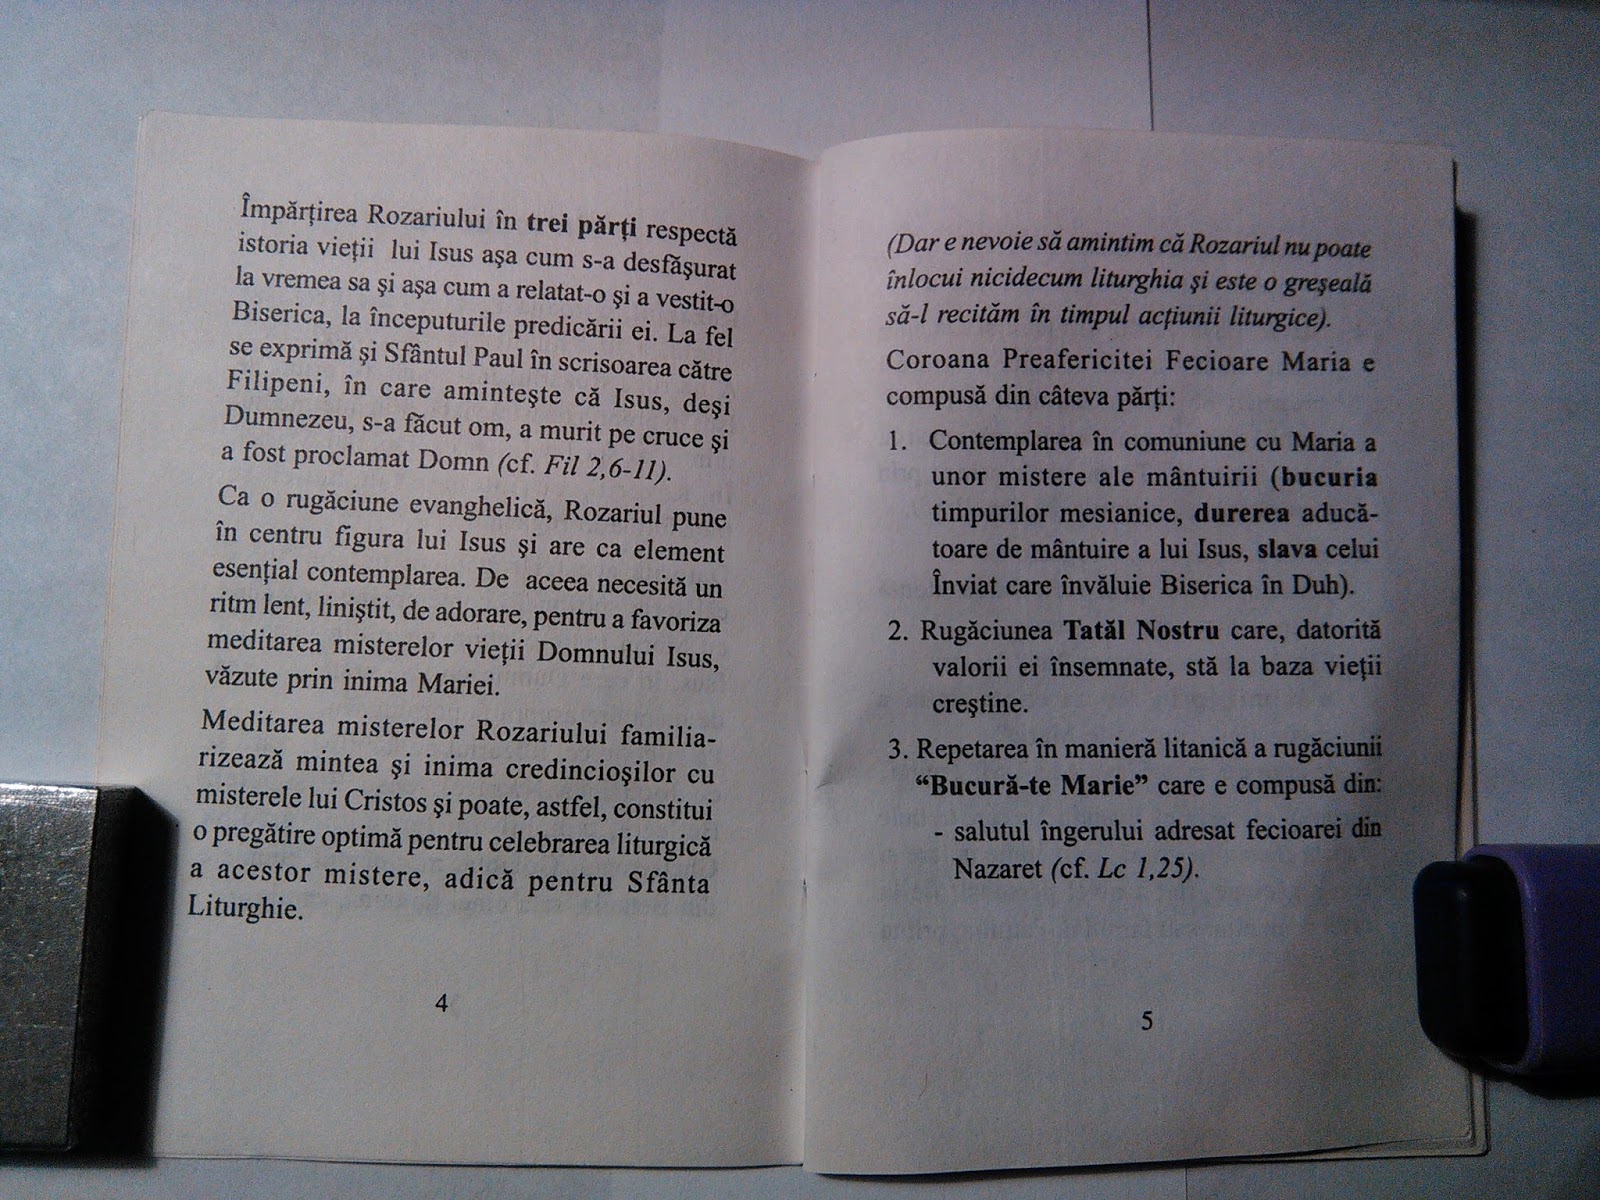 Împărţirea Rozariului în trei părţi respectă
istoria vieţii lui Isus aşa cum s-a desfăşurat
la vremea sa şi aşa cum a relatat-o şi a vestit-o
Biserica, la începuturile predicării ei. La fel
se exprimă şi Sfântul Paul în scrisoarea către
Filipeni, în care aminteşte că Isus, deşi
Dumnezeu, s-a făcut om, a murit pe cruce şi
a fost proclamat Domn (cf. Fil 2,6-11).
Ca o rugăciune evanghelică, Rozariul pune
în centru figura lui Isus şi are ca element
esenţial contemplarea. De aceea necesită un
ritm lent, liniştit, de adorare, pentru a favoriza
meditarea misterelor vieţii Domnului Isus,
văzute prin inima Mariei.
Meditarea misterelor Rozariului familia-
rizează mintea şi inima credincioşilor cu
misterele lui Cristos şi poate, astfel, constitui
o pregătire optimă pentru celebrarea liturgică
a acestor mistere, adică pentru Sfânta
Liturghie.
4
(Dar e nevoie să amintim că Rozariul nu poate
înlocui nicidecum liturghia şi este o greşeală
să-l recităm în timpul acţiunii liturgice).
Coroana Preafericitei Fecioare Maria e
compusă din câteva părţi:
1. Contemplarea în comuniune cu Maria a
unor mistere ale mântuirii (bucuria
timpurilor mesianice, durerea aducă-
toare de mântuire a lui Isus, slava celui
Înviat care învăluie Biserica în Duh).
2. Rugăciunea Tatăl Nostru care, datorită
valorii ei însemnate, stă la baza vieţii
creştine.
3. Repetarea în manieră litanică a rugăciunii
“Bucură-te Marie” care e compusă din:
- salutul îngerului adresat fecioarei din
Nazaret (cf. Lc 1,25).
5